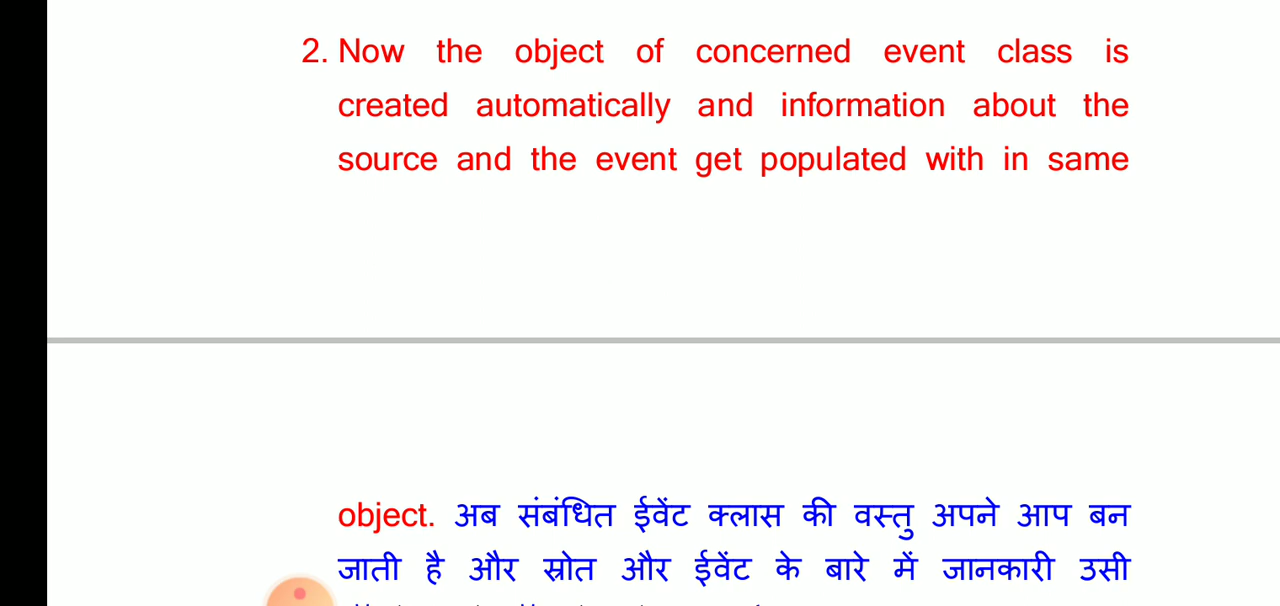 2. Now the object of concerned event class is
created automatically and information about the
source and the event get populated with in same
object. अब संबंधित ईवेंट क्लास की वस्तु अपने आप बन
जाती है और स्रोत और ईवेंट के बारे में जानकारी उसी